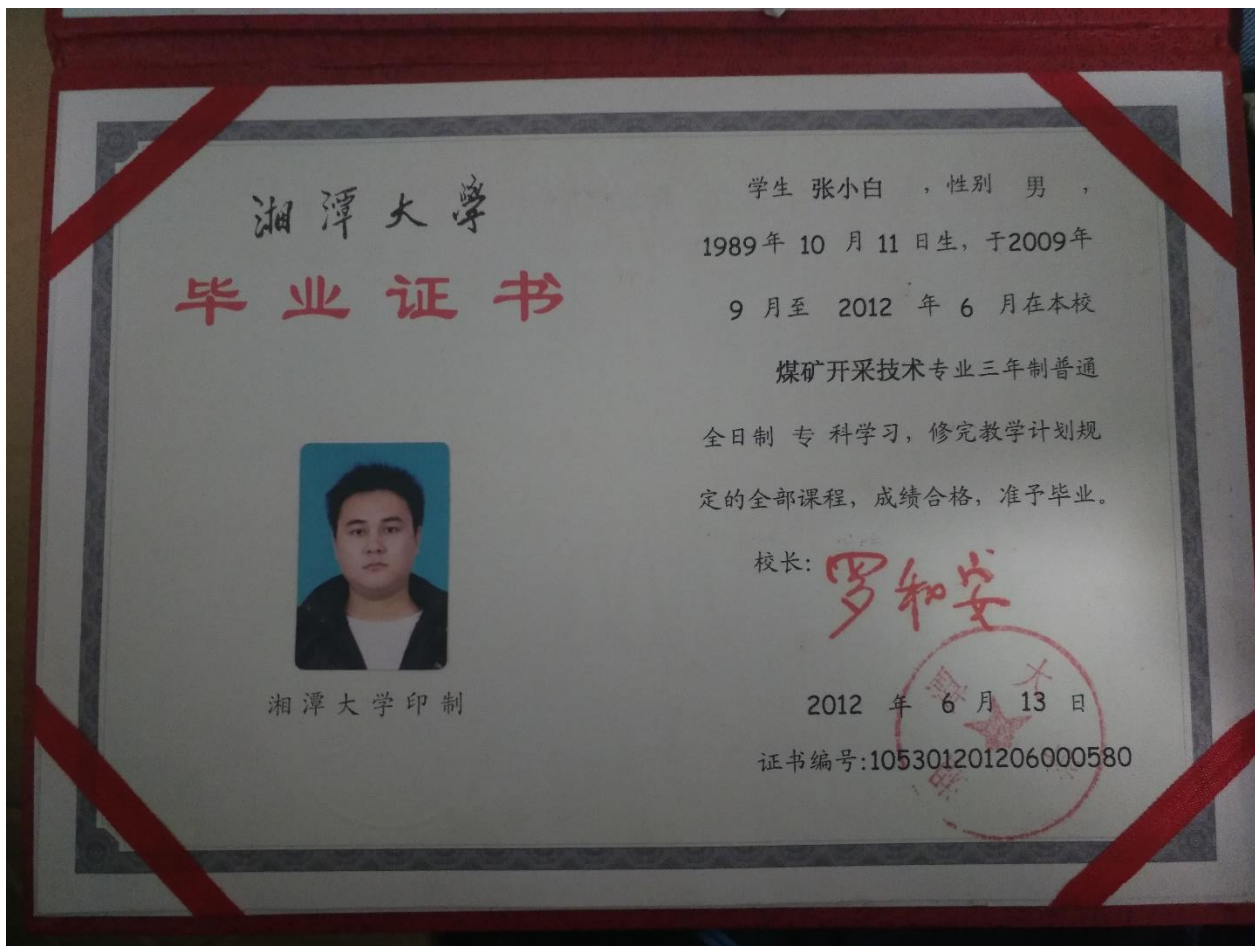 湘潭大学
毕业证书
湘潭大学印制
学生 张小白 ，性别 男 ，
1989年 10 月 11 日生，于2009年
9 月至 2012 年 6 月在本校
煤矿开采技术专业三年制普通
全日制 专 科学习，修完教学计划规
定的全部课程，成绩合格，准予毕业。
校长：罗和安
2012 年 6 月 13 日
证书编号:105301201206000580
湘潭大学